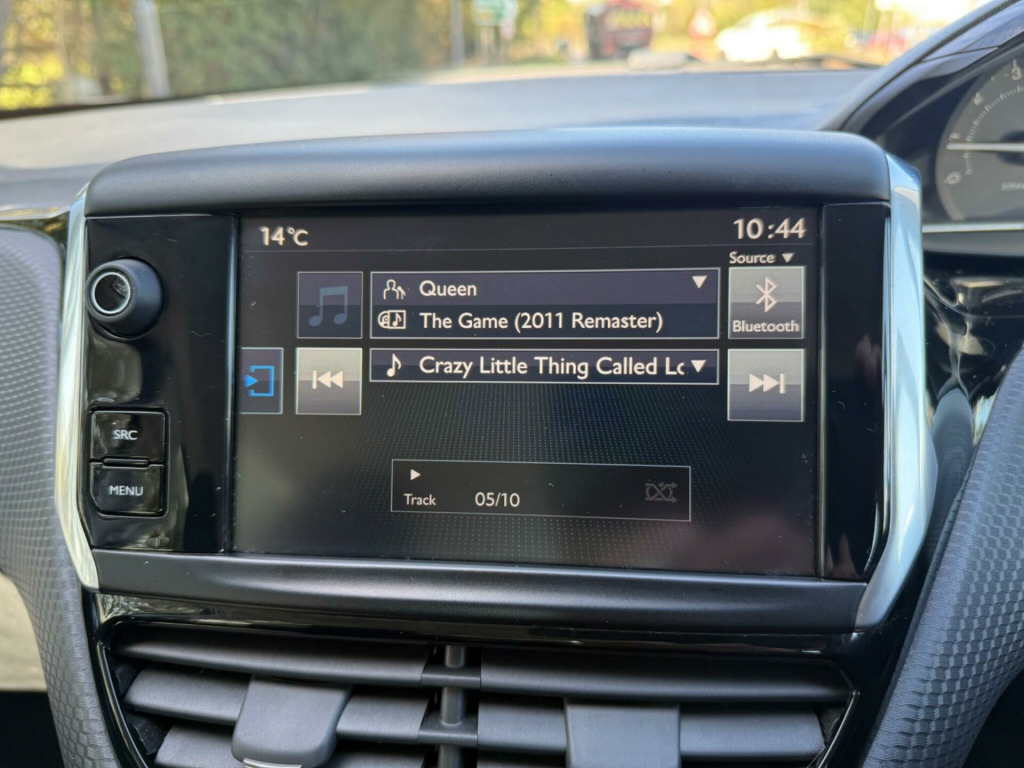 14°C
10:44
Source ▼
Queen
The Game (2011 Remaster)
Bluetooth
Crazy Little Thing Called Lc
SRC
MENU
Track 05/10